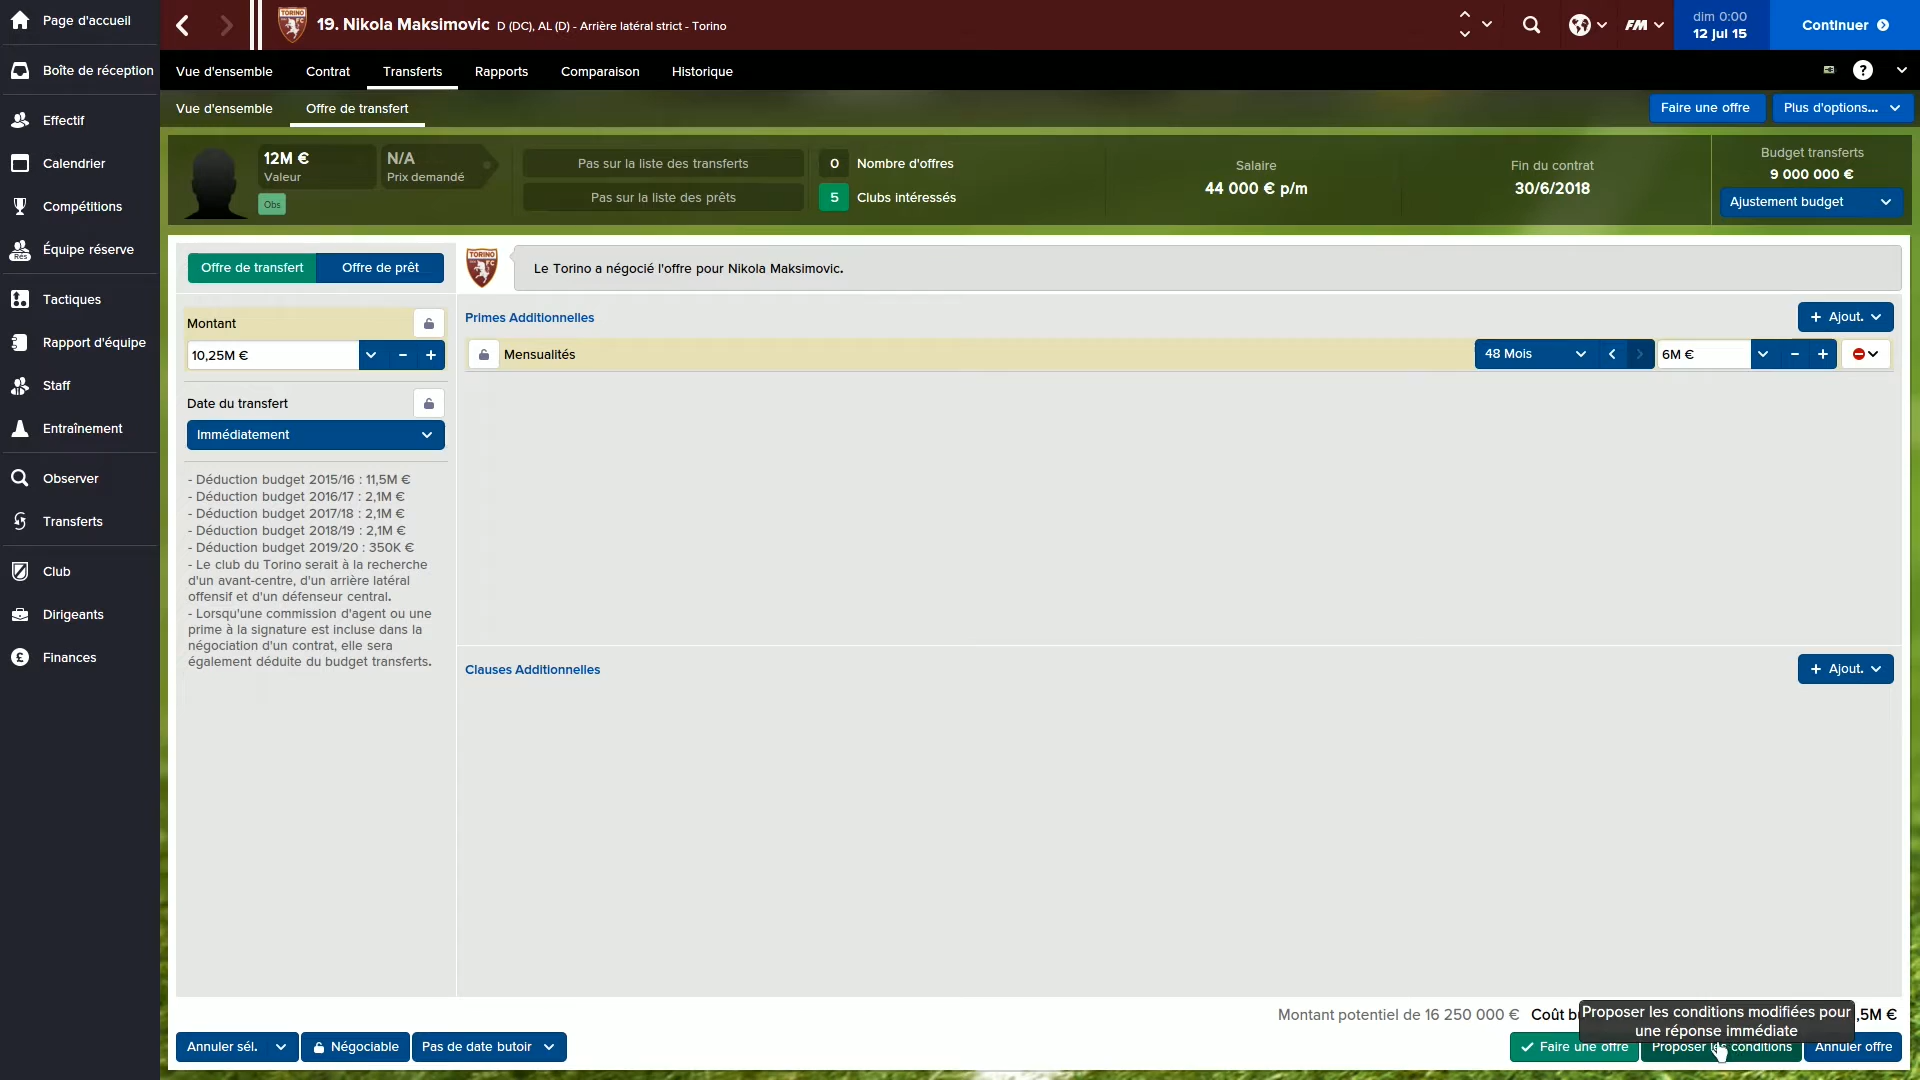 Page d'accueil
19. Nikola Maksimovic D (DC), AL (D) - Arrière latéral strict - Torino
FM
dim 0:00
12 jul 15
Continuer
Boîte de réception
Vue d'ensemble Contrat Transferts Rapports Comparaison Historique
?
Vue d'ensemble Offre de transfert
Faire une offre Plus d'options...
Effectif
Calendrier
Compétitions
Équipe réserve
Tactiques
Rapport d'équipe
Staff
Entraînement
Observer
Transferts
Club
Dirigeants
Finances
12M €
Valeur
Obs
N/A
Prix demandé
Pas sur la liste des transferts
Pas sur la liste des prêts
0 Nombre d'offres
5 Clubs intéressés
Salaire
44 000 € p/m
Fin du contrat
30/6/2018
Budget transferts
9 000 000 €
Ajustement budget
Offre de transfert Offre de prêt
TORINO
Le Torino a négocié l'offre pour Nikola Maksimovic.
Montant
10,25M €
Date du transfert
Immédiatement
- Déduction budget 2015/16 : 11,5M €
- Déduction budget 2016/17 : 2,1M €
- Déduction budget 2017/18 : 2,1M €
- Déduction budget 2018/19 : 2,1M €
- Déduction budget 2019/20 : 350K €
- Le club du Torino serait à la recherche
d'un avant-centre, d'un arrière latéral
offensif et d'un défenseur central.
- Lorsqu'une commission d'agent ou une
prime à la signature est incluse dans la
négociation d'un contrat, elle sera
également déduite du budget transferts.
Primes Additionnelles
+ Ajout.
Mensualités 48 Mois 6M €
Clauses Additionnelles
+ Ajout.
Montant potentiel de 16 250 000 € Coût ,5M €
Proposer les conditions modifiées pour
une réponse immédiate
Annuler sél. Négociable Pas de date butoir
Faire une offre Proposer les conditions Annuler offre